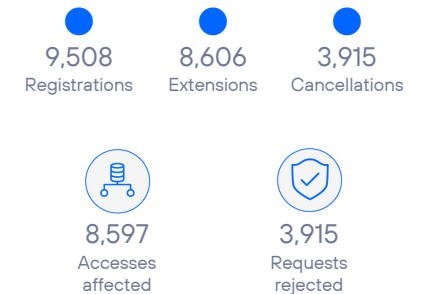 9,508 8,606 3,915
Registrations Extensions Cancellations
8,597 3,915
Accesses Requests
affected rejected